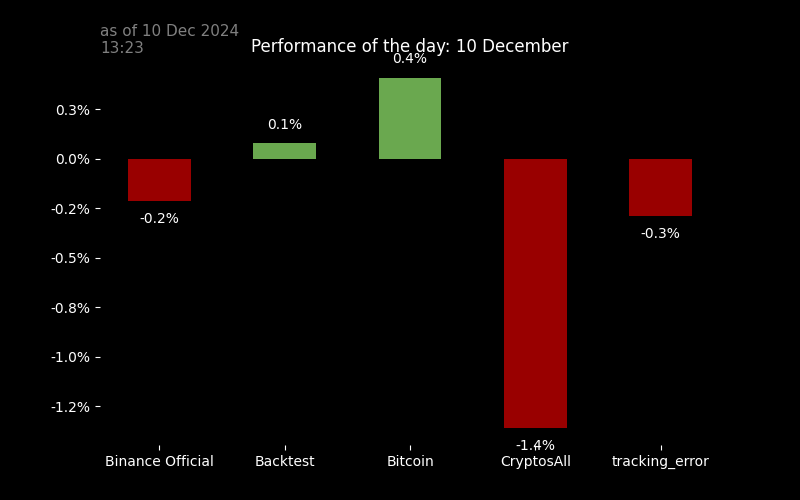 as of 10 Dec 2024
13:23
Performance of the day: 10 December
0.4%
0.3%
0.1%
0.0%
-0.2%
-0.2%
-0.3%
-0.5%
-0.8%
-1.0%
-1.2%
-1.4%
Binance Official
Backtest
Bitcoin
CryptosAll
tracking_error